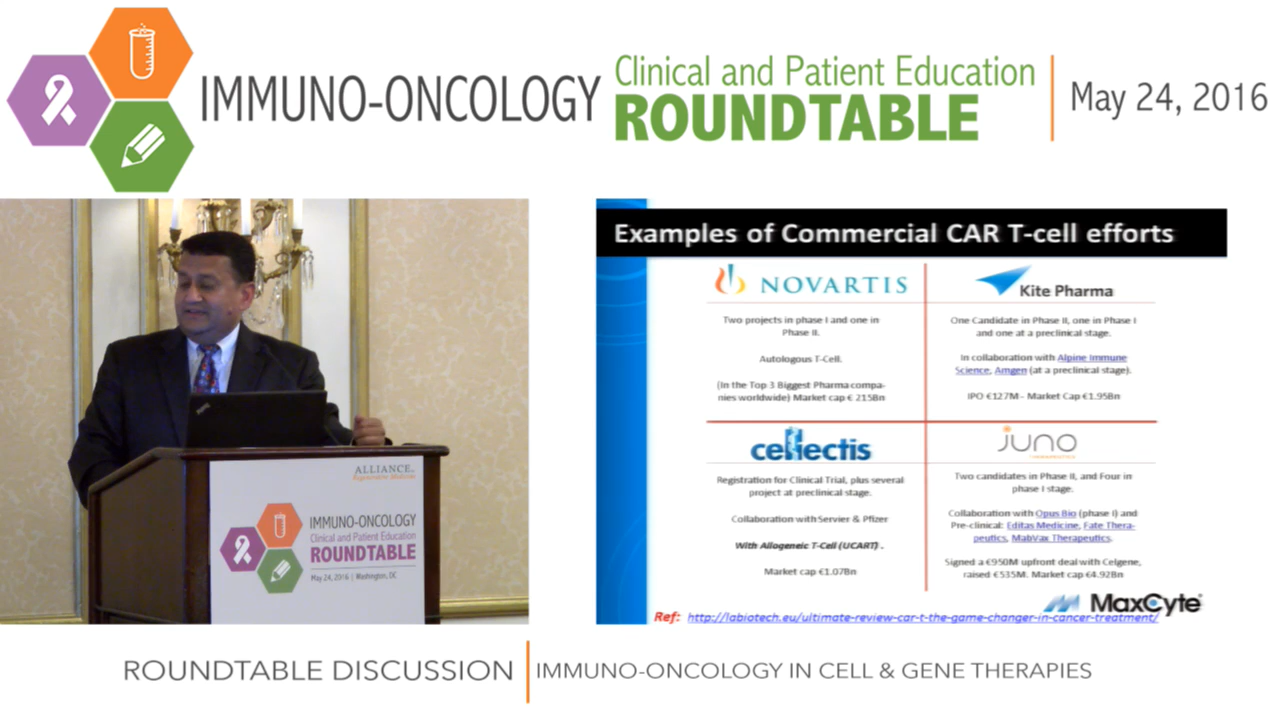 IMMUNO-ONCOLOGY
Clinical and Patient Education
ROUNDTABLE
May 24, 2016
Examples of Commercial CAR T-cell efforts
NOVARTIS
Two projects in phase I and one in
Phase II.
Autologous T-Cell.
(In the Top 3 Biggest Pharma compa-
nies worldwide) Market cap € 215Bn
Kite Pharma
One Candidate in Phase II, one in Phase I
and one at a preclinical stage.
In collaboration with Alpine Immune
Science, Amgen (at a preclinical stage).
IPO €127M - Market Cap €1.95Bn
cellectis
Registration for Clinical Trial, plus several
project at preclinical stage.
Collaboration with Servier & Pfizer
With Allogeneic T-Cell (UCART) .
Market cap €1.07Bn
juno
Two candidates in Phase II, and Four in
phase I stage.
Collaboration with Opus Bio (phase I) and
Pre-clinical: Editas Medicine, Fate Thera-
peutics, MabVax Therapeutics.
Signed a €950M upfront deal with Celgene,
raised €535M. Market cap €4.92Bn
MaxCyte
Ref: http://labiotech.eu/ultimate-review-car-t-the-game-changer-in-cancer-treatment/
ALLIANCE
Regenerative Medicine
IMMUNO-ONCOLOGY
Clinical and Patient Education
ROUNDTABLE
May 24, 2016 | Washington, DC
ROUNDTABLE DISCUSSION
IMMUNO-ONCOLOGY IN CELL & GENE THERAPIES